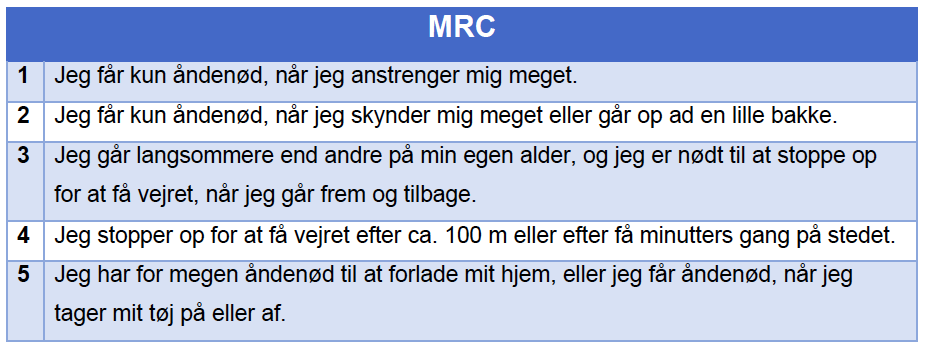 MRC
1 Jeg får kun åndenød, når jeg anstrenger mig meget.
2 Jeg får kun åndenød, når jeg skynder mig meget eller går op ad en lille bakke.
3 Jeg går langsommere end andre på min egen alder, og jeg er nødt til at stoppe op
for at få vejret, når jeg går frem og tilbage.
4 Jeg stopper op for at få vejret efter ca. 100 m eller efter få minutters gang på stedet.
5 Jeg har for megen åndenød til at forlade mit hjem, eller jeg får åndenød, når jeg
tager mit tøj på eller af.